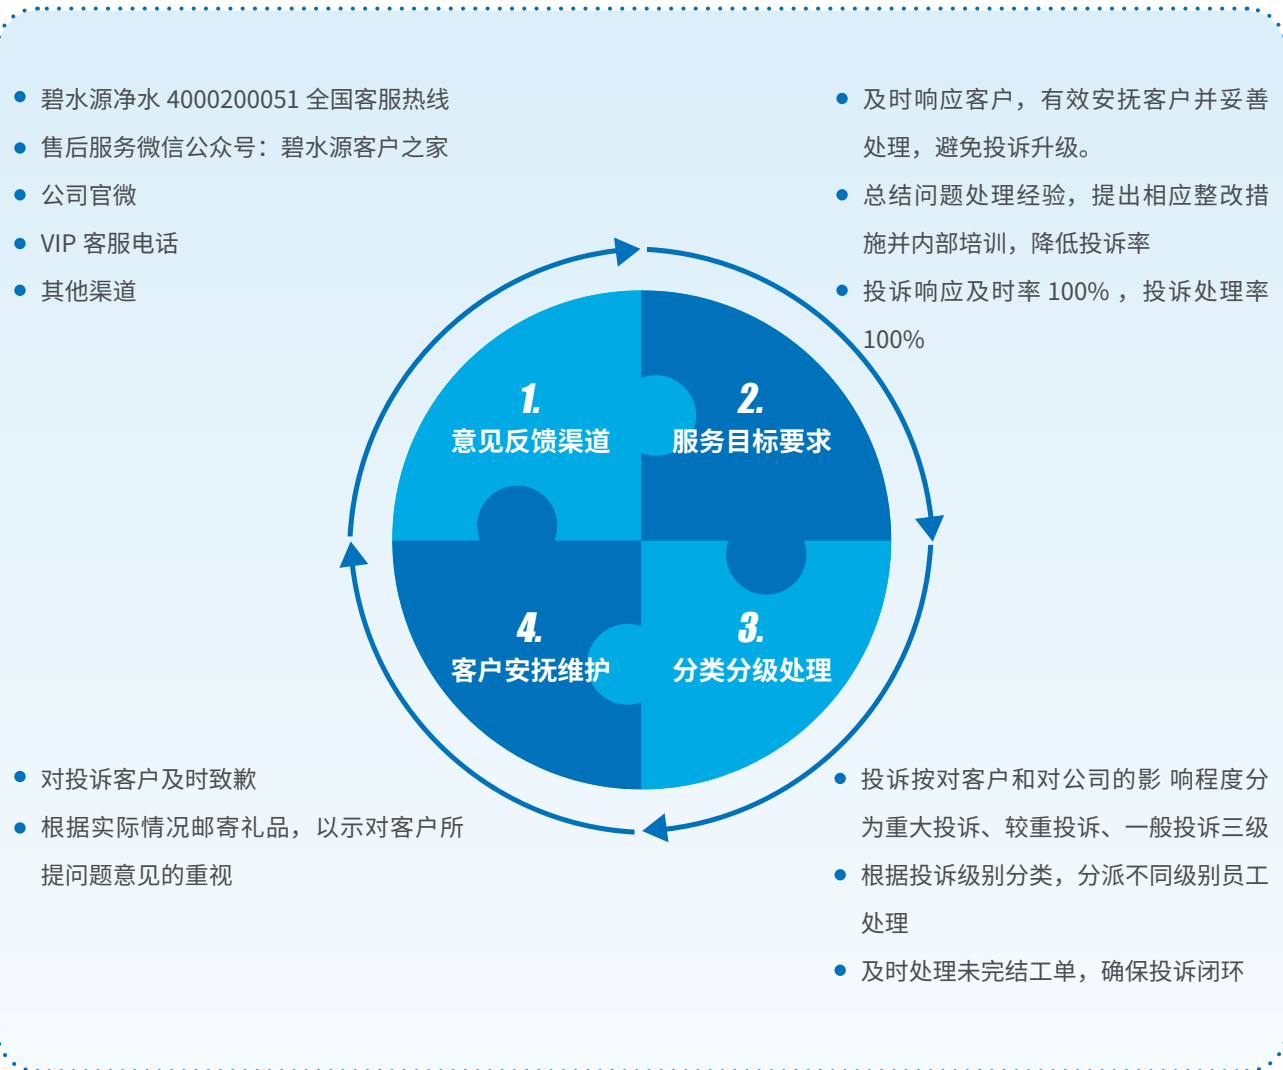 碧水源净水 4000200051 全国客服热线
售后服务微信公众号：碧水源客户之家
公司官微
VIP 客服电话
其他渠道
及时响应客户，有效安抚客户并妥善
处理，避免投诉升级。
总结问题处理经验，提出相应整改措
施并内部培训，降低投诉率
投诉响应及时率 100% ，投诉处理率
100%
1.
意见反馈渠道
2.
服务目标要求
4.
客户安抚维护
3.
分类分级处理
对投诉客户及时致歉
根据实际情况邮寄礼品，以示对客户所
提问题意见的重视
投诉按对客户和对公司的影 响程度分
为重大投诉、较重投诉、一般投诉三级
根据投诉级别分类，分派不同级别员工
处理
及时处理未完结工单，确保投诉闭环